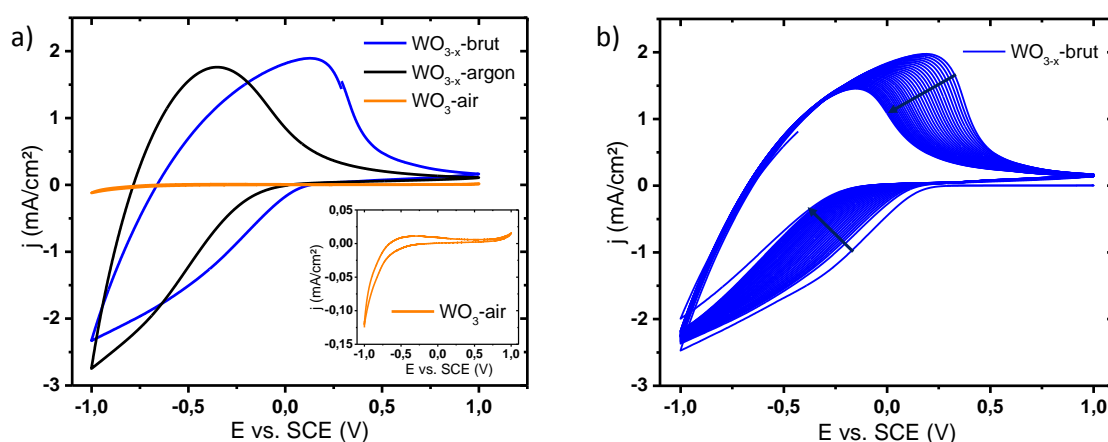 a)
j (mA/cm²)
2
1
0
-1
-2
-3
-1,0
-0,5
0,0
0,5
1,0
E vs. SCE (V)
WO3-x-brut
WO3-x-argon
WO3-air
j (mA/cm²)
0,05
0,00
-0,05
-0,10
-0,15
-1,0
-0,5
0,0
0,5
1,0
E vs. SCE (V)
WO3-air
b)
j (mA/cm²)
2
1
0
-1
-2
-3
-1,0
-0,5
0,0
0,5
1,0
E vs. SCE (V)
WO3-x-brut